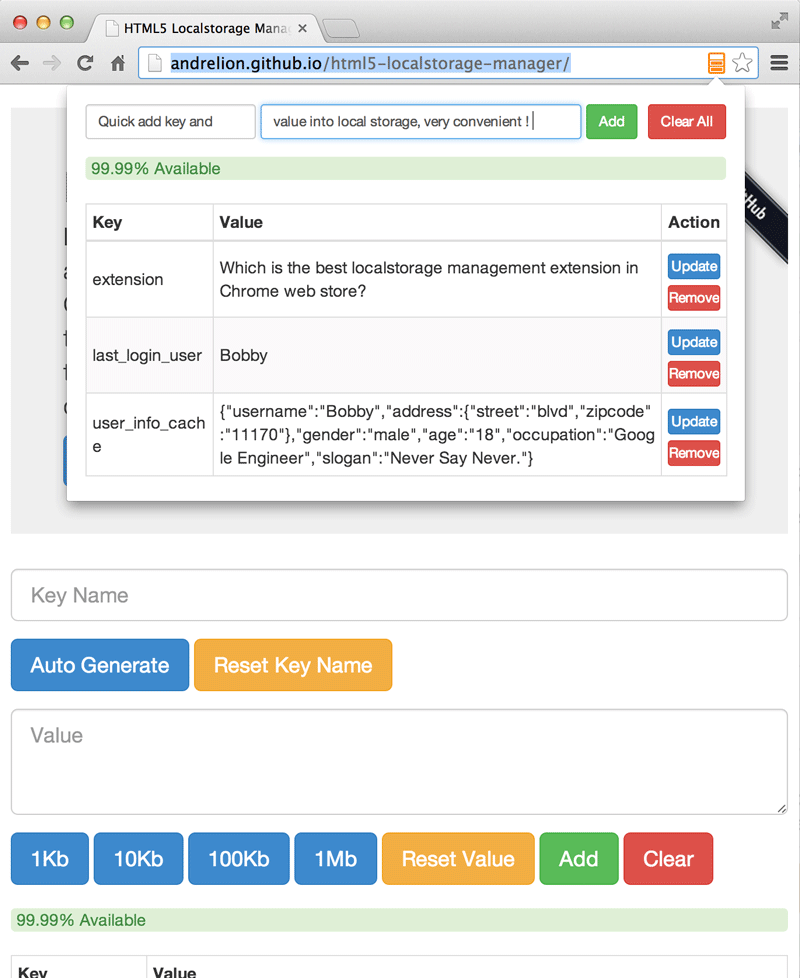 HTML5 Localstorage Mana
andrelion.github.io/html5-localstorage-manager/
Quick add key and value into local storage, very convenient ! Add Clear All
99.99% Available
Key Value Action
extension
Which is the best localstorage management extension in
Chrome web store?
Update
Remove
last_login_user Bobby
Update
Remove
user_info_cach
e
{"username":"Bobby","address":{"street":"blvd","zipcode"
:"11170"},"gender":"male","age":"18","occupation":"Goog
le Engineer","slogan":"Never Say Never."}
Update
Remove
Key Name
Auto Generate Reset Key Name
Value
1Kb 10Kb 100Kb 1Mb Reset Value Add Clear
99.99% Available
Key Value